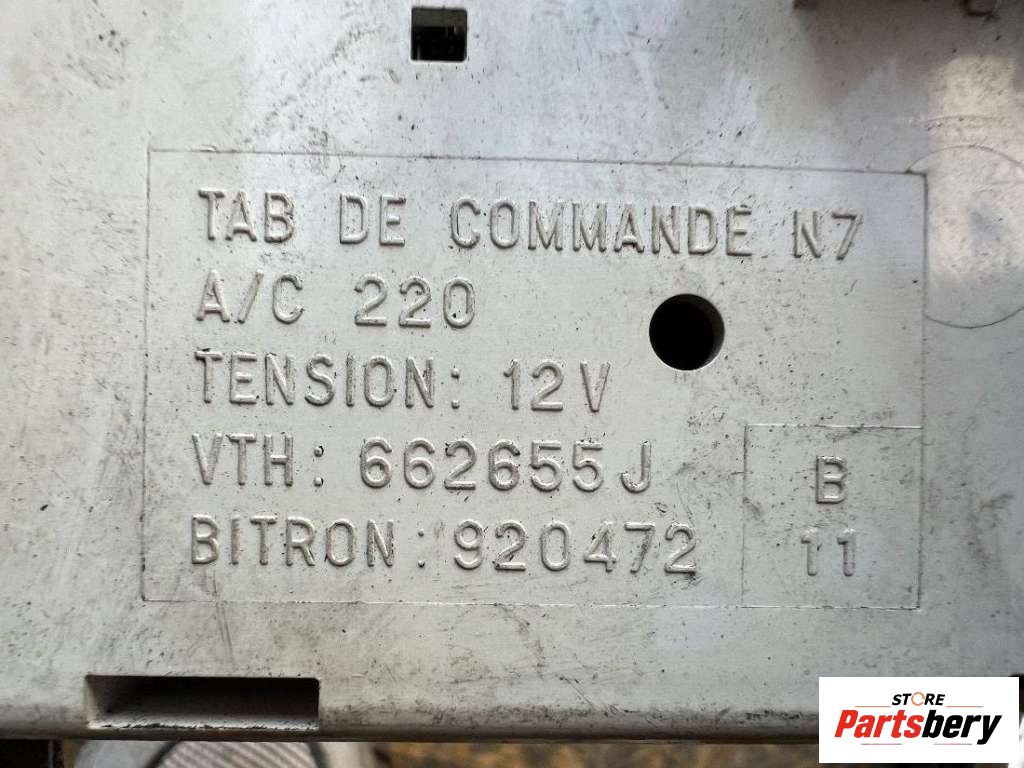 TAB DE COMMANDE N7
A/C 220
TENSION: 12V
VTH: 662655J
BITRON: 920472
B
11
STORE
Partsbery